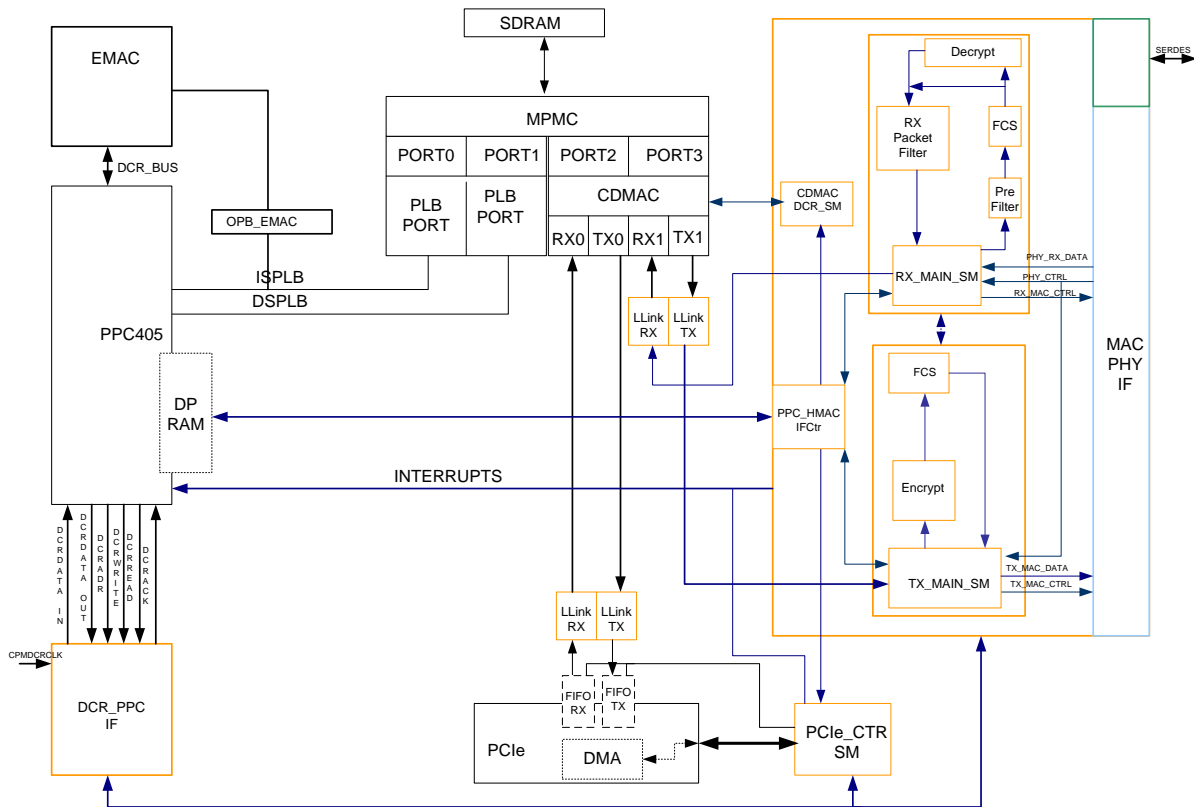 SDRAM
EMAC
Decrypt
SERDES
MPMC
RX
Packet
Filter
FCS
PORT0
PORT1
PORT2
PORT3
DCR_BUS
PLB
PORT
PLB
PORT
CDMAC
CDMAC
DCR_SM
Pre
Filter
OPB_EMAC
RX0
TX0
RX1
TX1
PHY_RX_DATA
ISPLB
RX_MAIN_SM
PHY_CTRL
RX_MAC_CTRL
DSPLB
PPC405
LLink
RX
LLink
TX
MAC
PHY
IF
FCS
DP
RAM
PPC_HMAC
IFCtr
INTERRUPTS
Encrypt
DCRDATA IN
DCRDATA OUT
DCRADR
DCRWRITE
DCRREAD
DCRACK
TX_MAC_DATA
TX_MAIN_SM
TX_MAC_CTRL
LLink
RX
LLink
TX
CPMDCRCLK
FIFO
RX
FIFO
TX
DCR_PPC
IF
PCIe
DMA
PCIe_CTR
SM